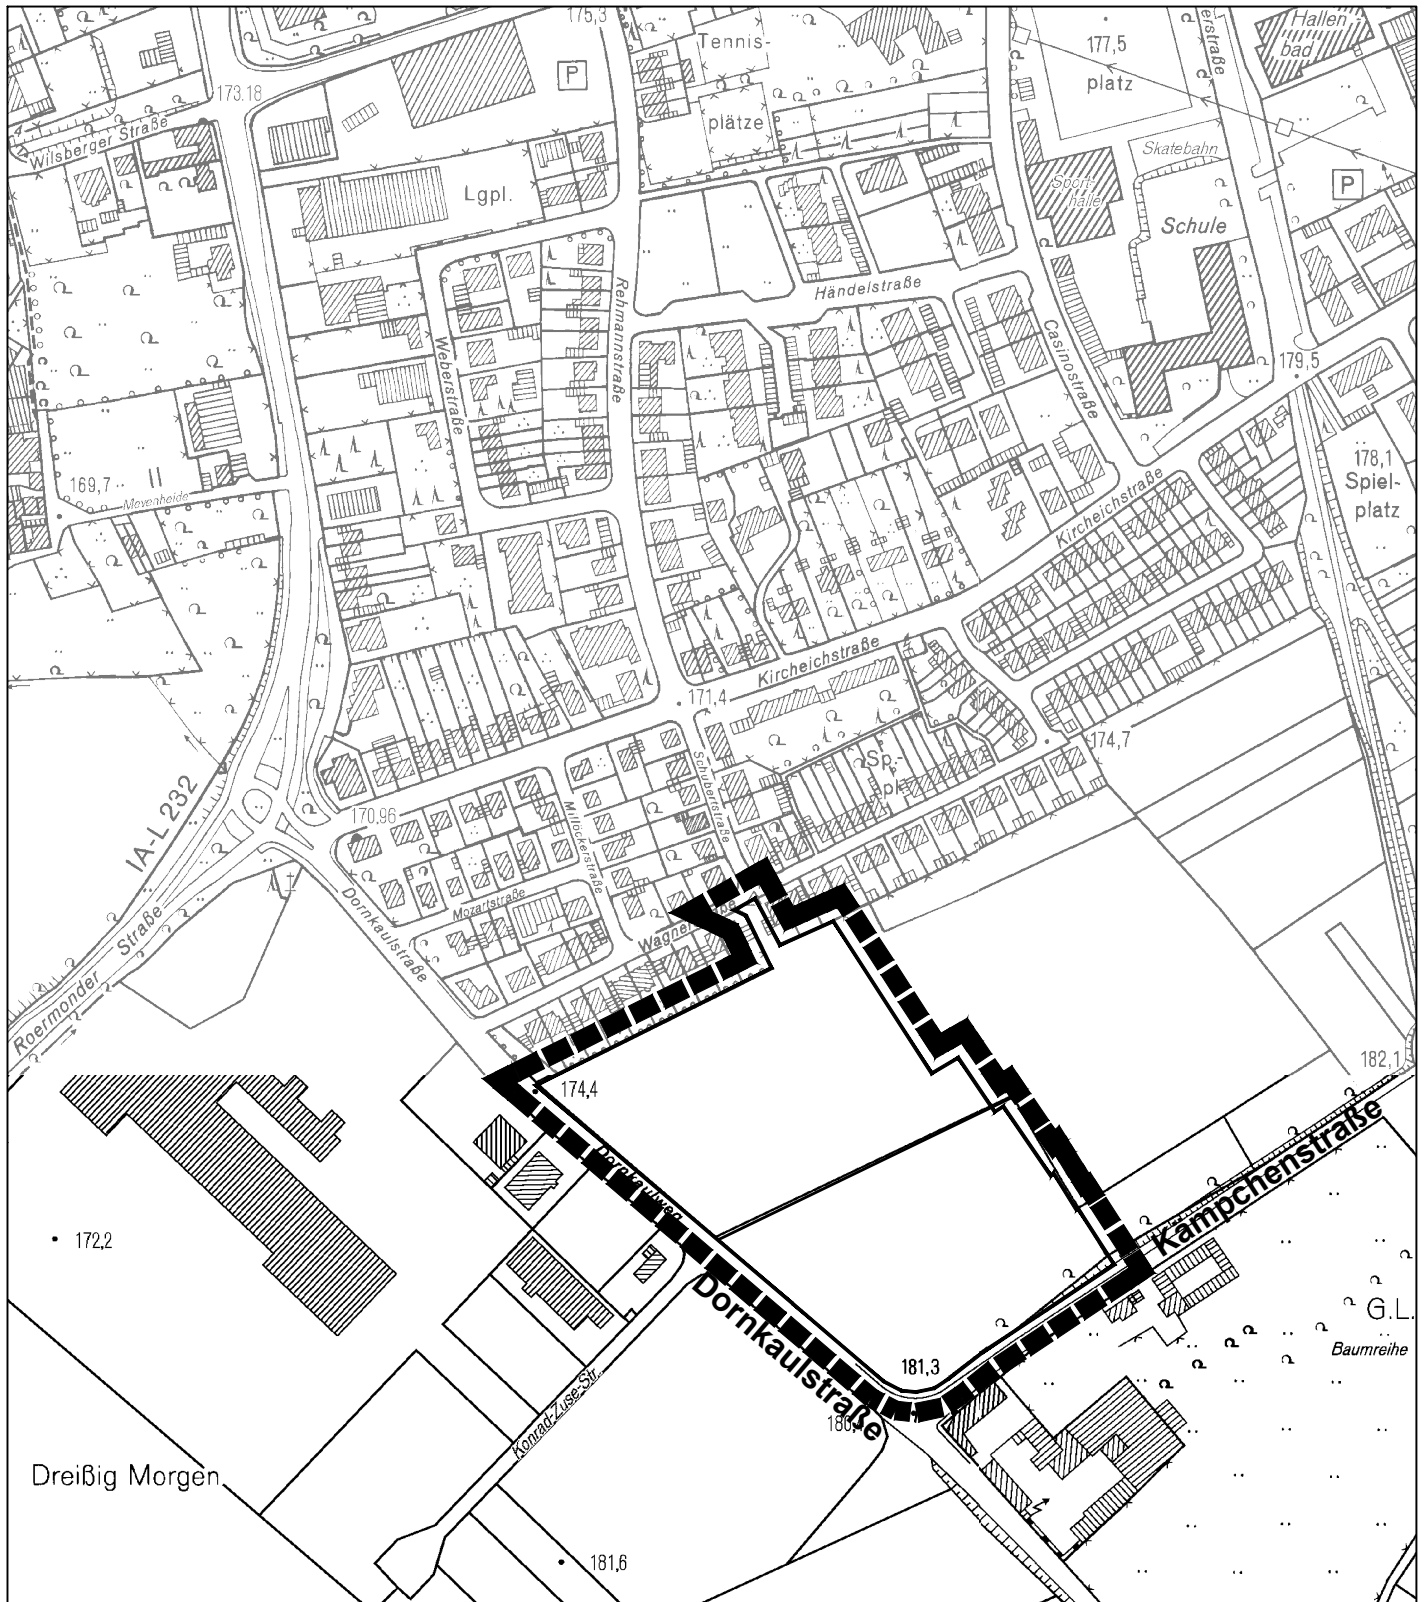 175,3
Tennis-
plätze
177,5
platz
Hallen
bad
P
173.18
Wilsberger Straße
Lgpl.
Skatebahn
Sport-
halle
Schule
P
Händelstraße
Rehmannstraße
Weberstraße
Casinostraße
179,5
169,7
II
Meyenheide
178,1
Spiel-
platz
Kircheichstraße
Kircheichstraße
171,4
174,7
Sp.-
pl.
Schubertstraße
Millöckerstraße
170,96
IA-L 232
Mozartstraße
Dornkaulstraße
Wagner
Roermonder Straße
182,1
174,4
Dornkaulweg
Kämpchenstraße
172,2
Dornkaulstraße
G.L.
Baumreihe
181,3
Konrad-Zuse-Str.
Dreißig Morgen
181,6